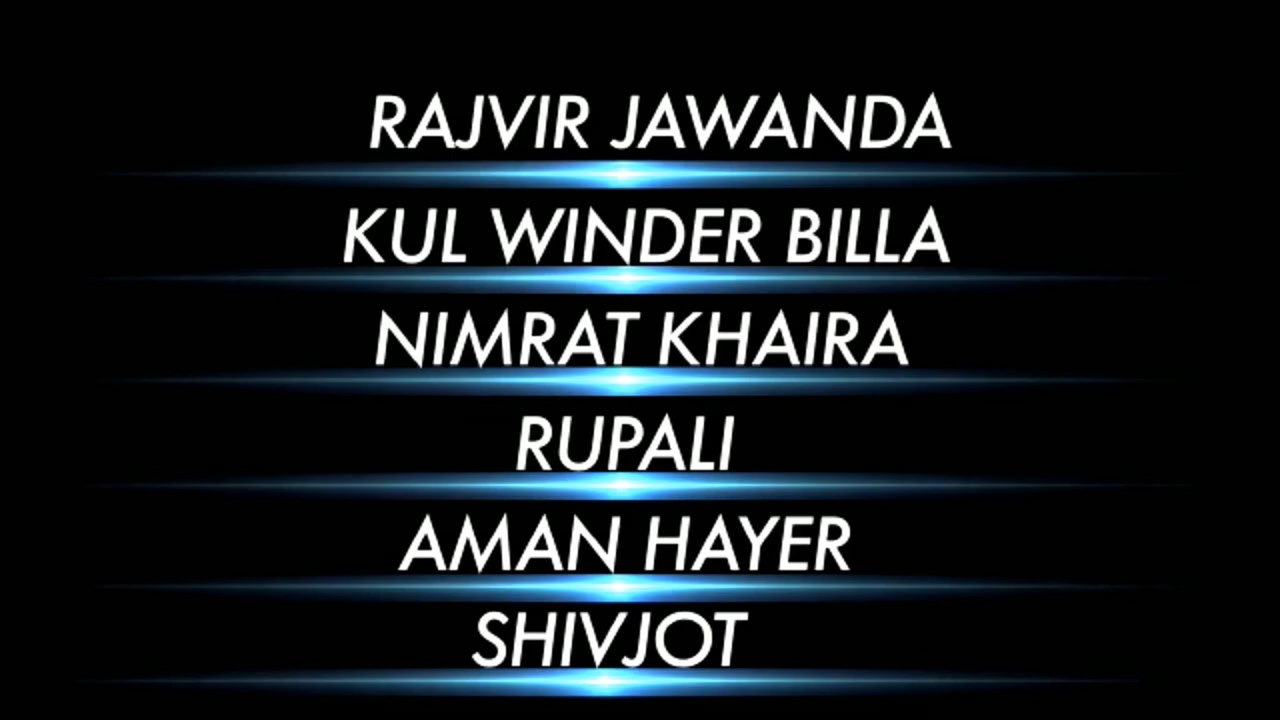 RAJVIR JAWANDA
KUL WINDER BILLA
NIMRAT KHAIRA
RUPALI
AMAN HAYER
SHIVJOT